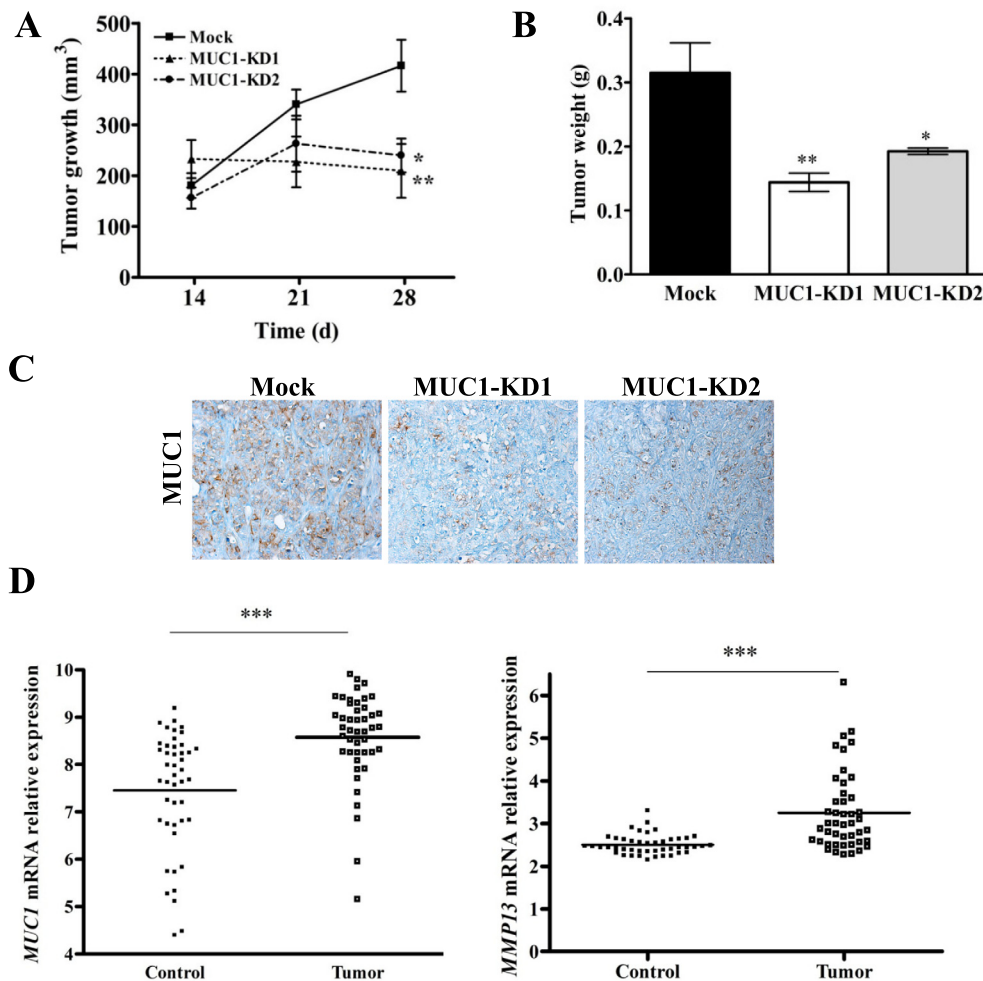 A
Tumor growth (mm3)
500
400
300
200
100
0
Mock
MUC1-KD1
MUC1-KD2
*
**
14 21 28
Time (d)
B
Tumor weight (g)
0.4
0.3
0.2
0.1
0.0
**
*
Mock MUC1-KD1 MUC1-KD2
C
Mock MUC1-KD1 MUC1-KD2
MUC1
D
***
MUC1 mRNA relative expression
10
9
8
7
6
5
4
Control Tumor
***
MMP13 mRNA relative expression
6
5
4
3
2
1
0
Control Tumor